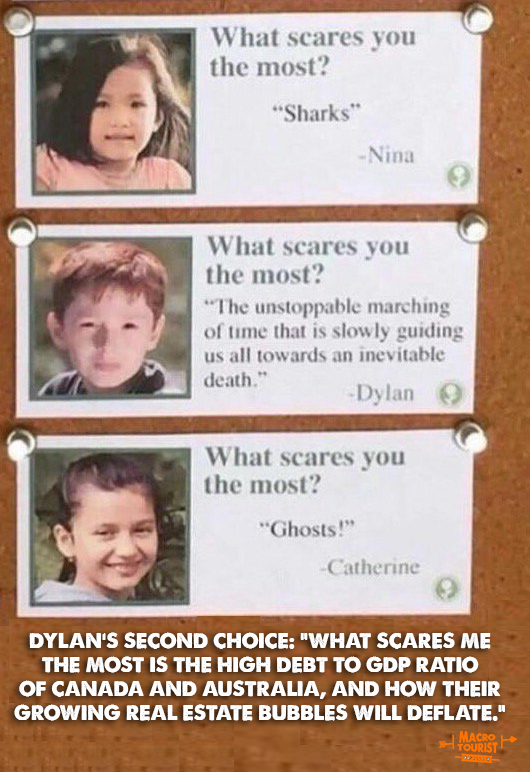 What scares you
the most?
“Sharks”
-Nina
What scares you
the most?
“The unstoppable marching
of time that is slowly guiding
us all towards an inevitable
death.”
-Dylan
What scares you
the most?
“Ghosts!”
-Catherine
DYLAN'S SECOND CHOICE: "WHAT SCARES ME
THE MOST IS THE HIGH DEBT TO GDP RATIO
OF CANADA AND AUSTRALIA, AND HOW THEIR
GROWING REAL ESTATE BUBBLES WILL DEFLATE."
MACRO
TOURIST